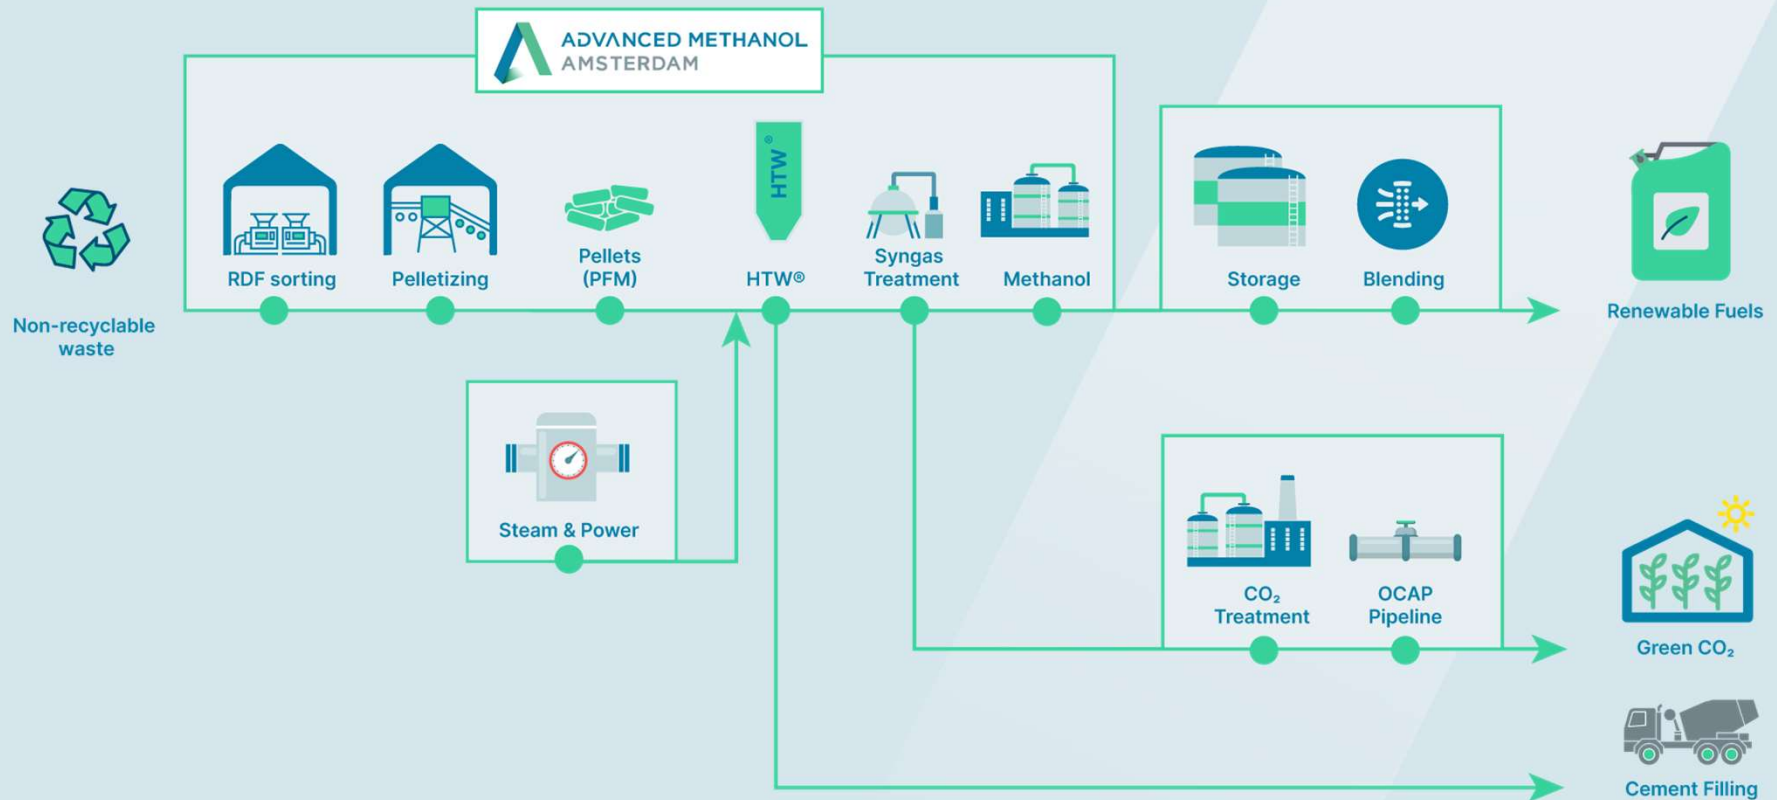 ADVANCED METHANOL
AMSTERDAM
HTW®
RDF sorting
Pelletizing
Pellets
(PFM)
HTW®
Syngas
Treatment
Methanol
Storage
Blending
Non-recyclable
waste
Renewable Fuels
Steam & Power
CO₂
Treatment
OCAP
Pipeline
Green CO₂
Cement Filling